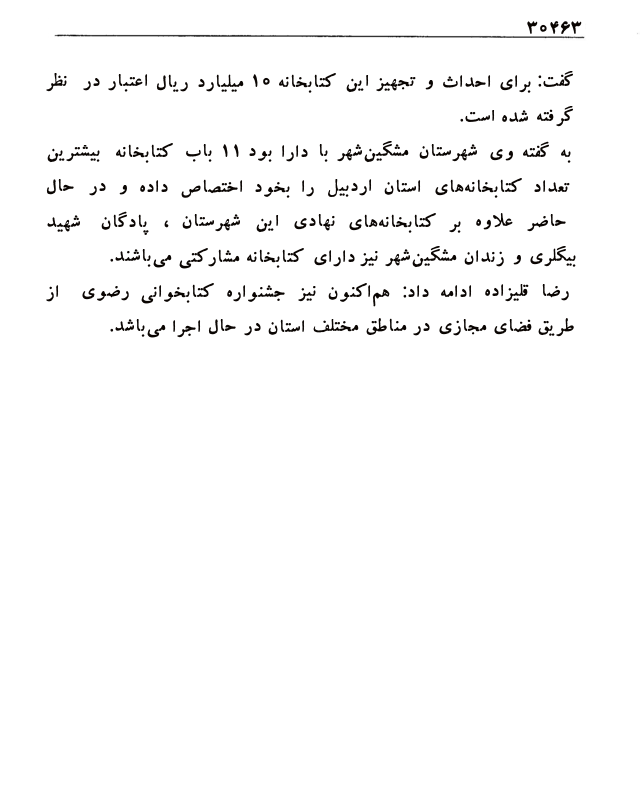 ۳۰۴۶۳
گفت: برای احداث و تجهیز این کتابخانه ۱۰ میلیارد ریال اعتبار در نظر
گرفته شده است.
به گفته وی شهرستان مشگین‌شهر با دارا بود ۱۱ باب کتابخانه بیشترین
تعداد کتابخانه‌های استان اردبیل را بخود اختصاص داده و در حال
حاضر علاوه بر کتابخانه‌های نهادی این شهرستان ، پادگان شهید
بیگلری و زندان مشگین‌شهر نیز دارای کتابخانه مشارکتی می‌باشند.
رضا قلیزاده ادامه داد: هم‌اکنون نیز جشنواره کتابخوانی رضوی از
طریق فضای مجازی در مناطق مختلف استان در حال اجرا می‌باشد.